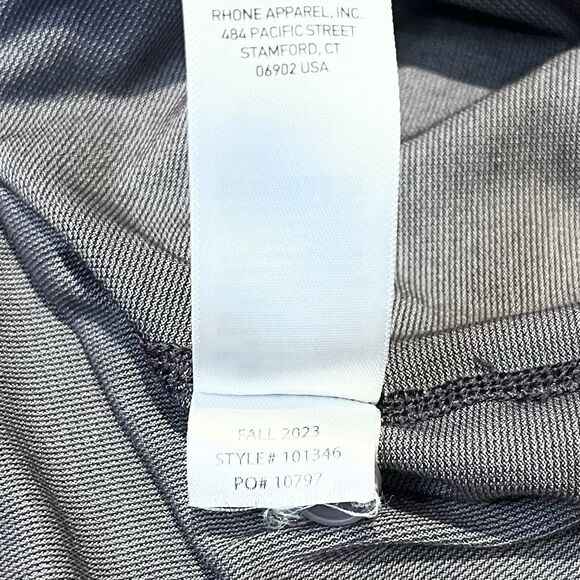 RHONE APPAREL, INC.
484 PACIFIC STREET
STAMFORD, CT
06902 USA
FALL 2023
STYLE# 101346
PO# 10797